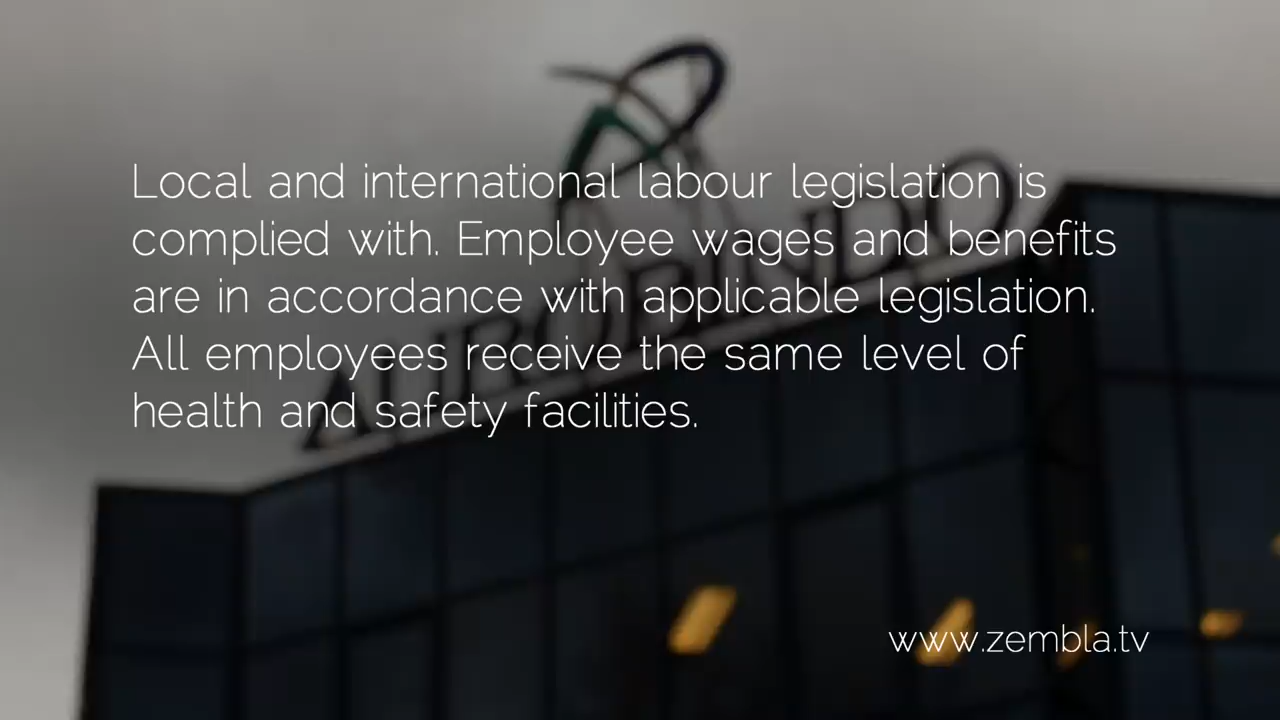 Local and international labour legislation is
complied with. Employee wages and benefits
are in accordance with applicable legislation.
All employees receive the same level of
health and safety facilities.
AUROBINDO
www.zembla.tv